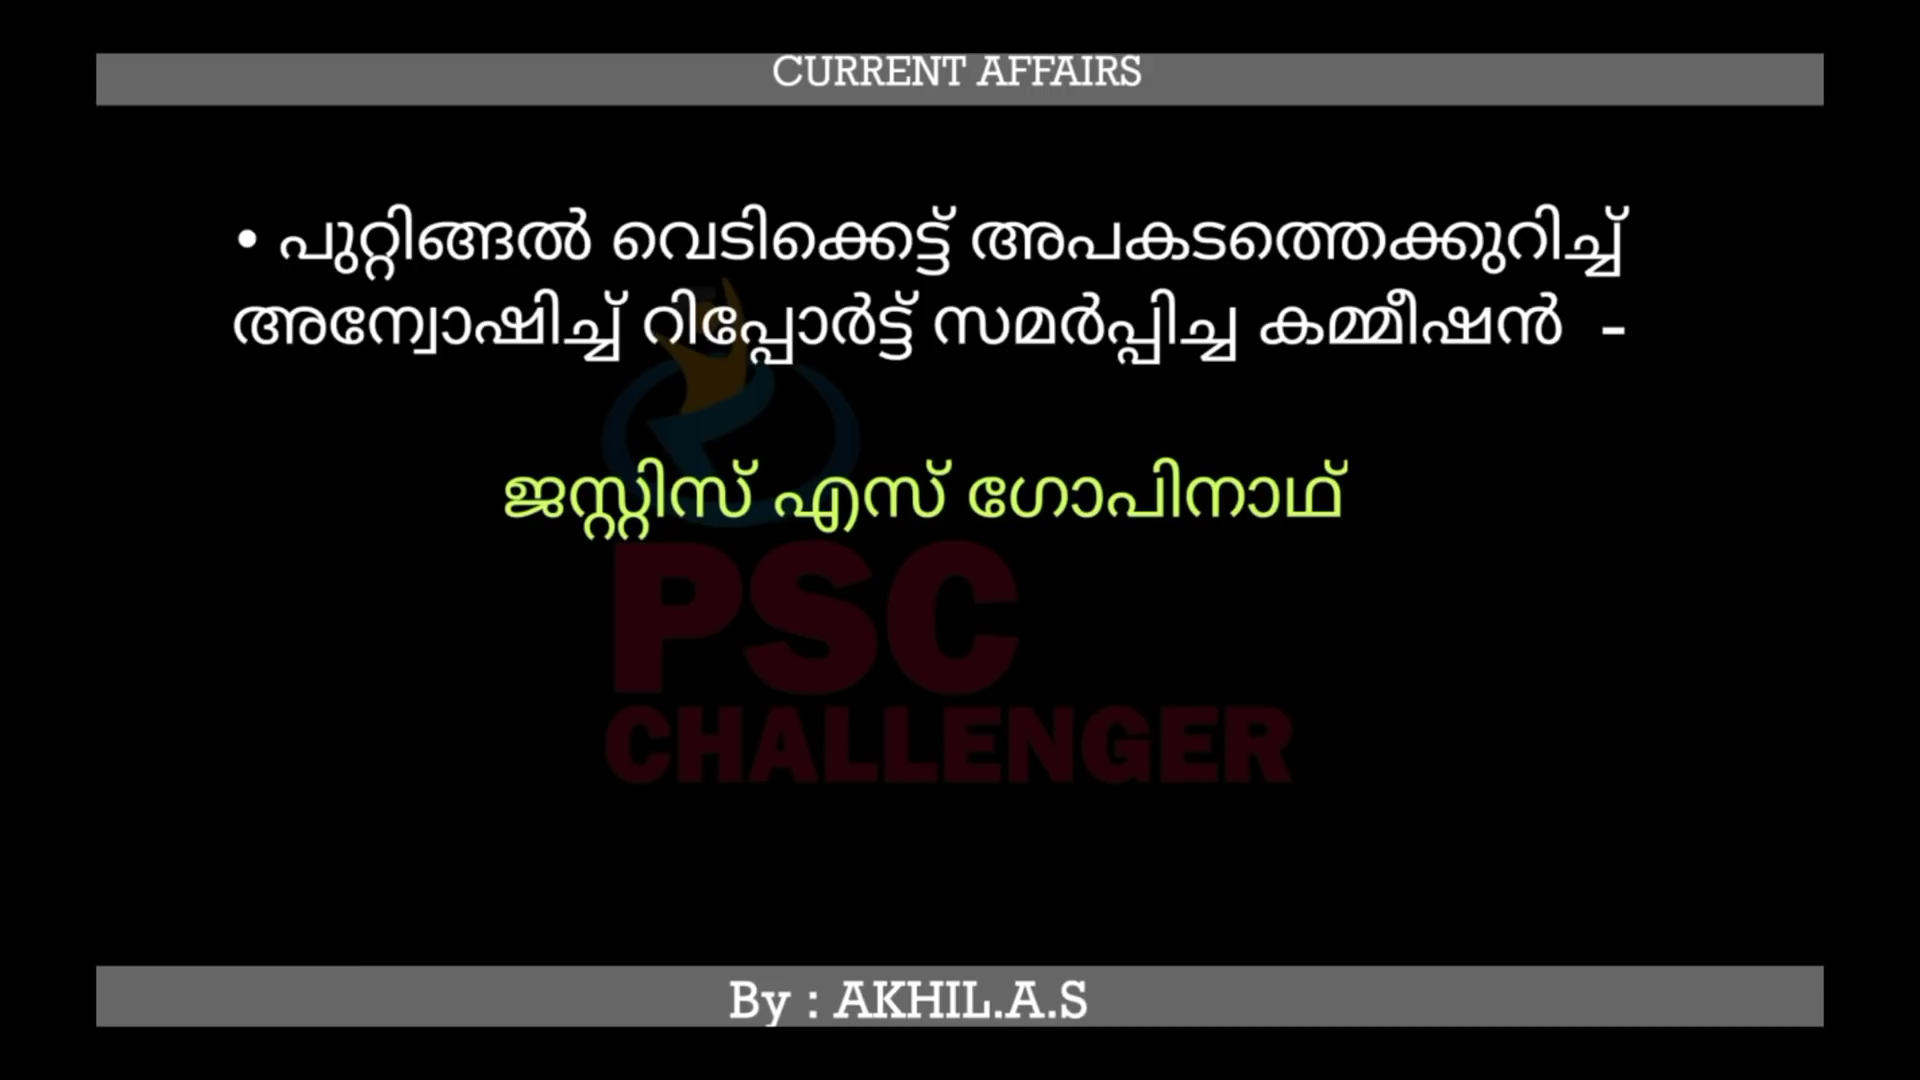 CURRENT AFFAIRS
• പുറ്റിങ്ങൽ വെടിക്കെട്ട് അപകടത്തെക്കുറിച്ച്
അന്വേഷിച്ച് റിപ്പോർട്ട് സമർപ്പിച്ച കമ്മീഷൻ -
ജസ്റ്റിസ് എസ് ഗോപിനാഥ്
PSC
CHALLENGER
By : AKHIL.A.S